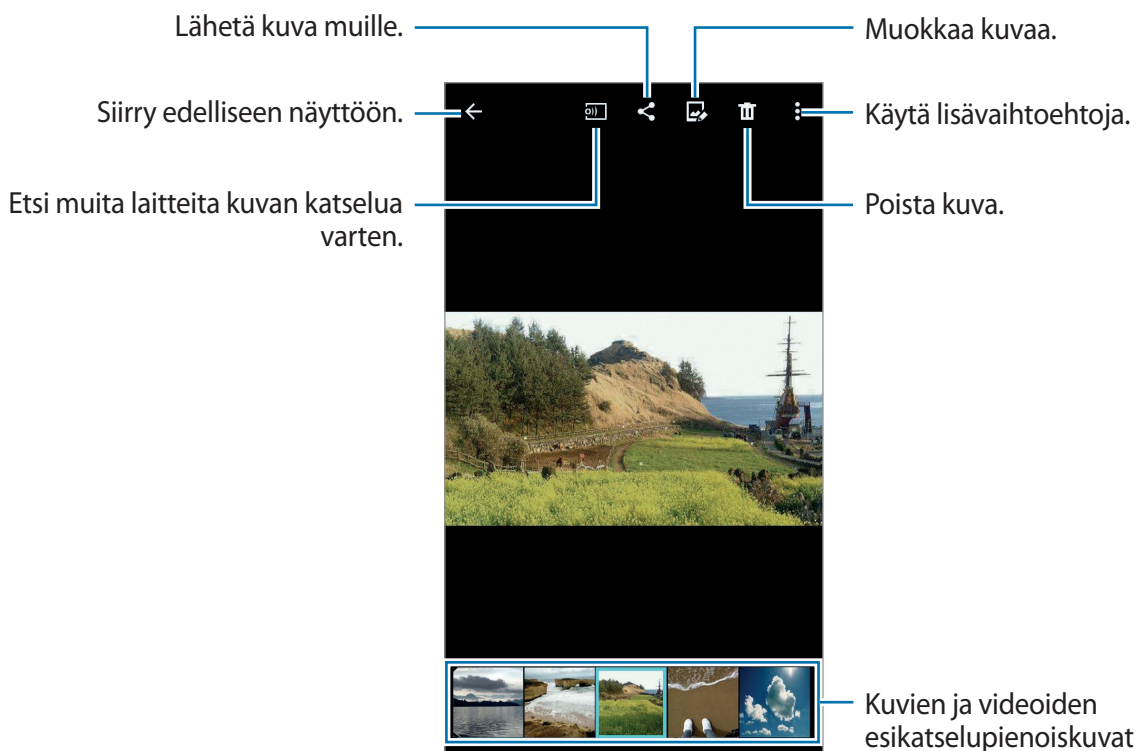 Lähetä kuva muille.
Muokkaa kuvaa.
Siirry edelliseen näyttöön.
Käytä lisävaihtoehtoja.
Etsi muita laitteita kuvan katselua
varten.
Poista kuva.
Kuvien ja videoiden
esikatselupienoiskuvat